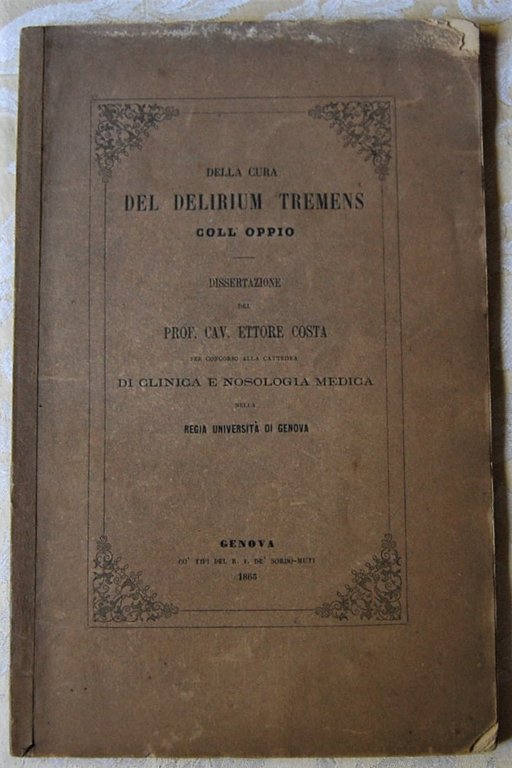 DELLA CURA
DEL DELIRIUM TREMENS
COLL OPPIO
DISSERTAZIONE
DEL
PROF. CAV. ETTORE COSTA
PER CONCORSO ALLA CATTEDRA
DI CLINICA E NOSOLOGIA MEDICA
NELLA
REGIA UNIVERSITÀ DI GENOVA
GENOVA
CO' TIPI DEL R. I. DE' SORDO-MUTI
1865